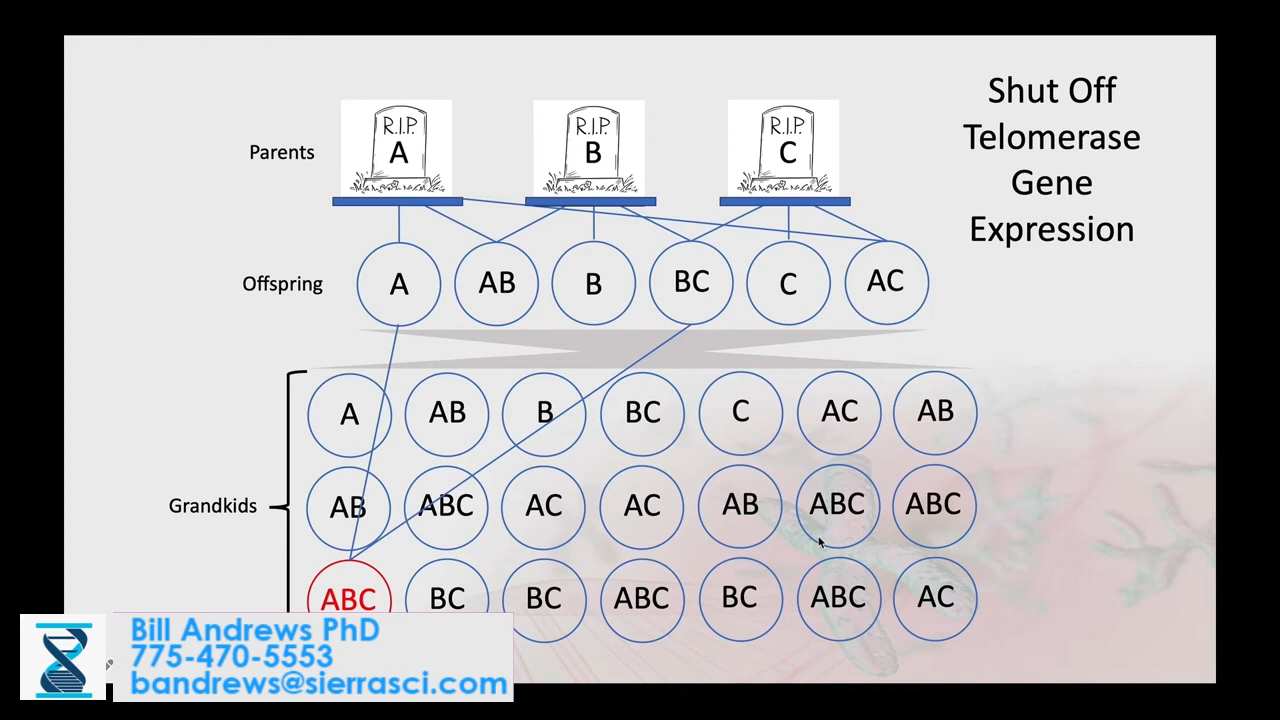 Shut Off
Telomerase
Gene
Expression
Parents
R.I.P. A
R.I.P. B
R.I.P. C
Offspring
A AB B BC C AC
Grandkids
A AB B BC C AC AB
AB ABC AC AC AB ABC ABC
ABC BC BC ABC BC ABC AC
Bill Andrews PhD
775-470-5553
bandrews@sierrasci.com